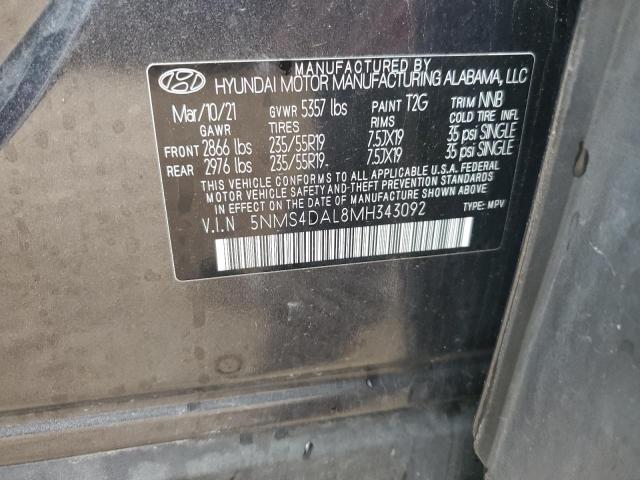 MANUFACTURED BY
HYUNDAI MOTOR MANUFACTURING ALABAMA, LLC
Mar/10/21 GVWR 5357 lbs PAINT T2G TRIM NNB
GAWR TIRES RIMS COLD TIRE INFL
FRONT 2866 lbs 235/55R19 7.5JX19 35 psi SINGLE
REAR 2976 lbs 235/55R19 7.5JX19 35 psi SINGLE
THIS VEHICLE CONFORMS TO ALL APPLICABLE FEDERAL
MOTOR VEHICLE SAFETY AND THEFT PREVENTION STANDARDS
IN EFFECT ON THE DATE OF MANUFACTURE SHOWN ABOVE
V.I.N 5NMS4DAL8MH343092 TYPE: MPV